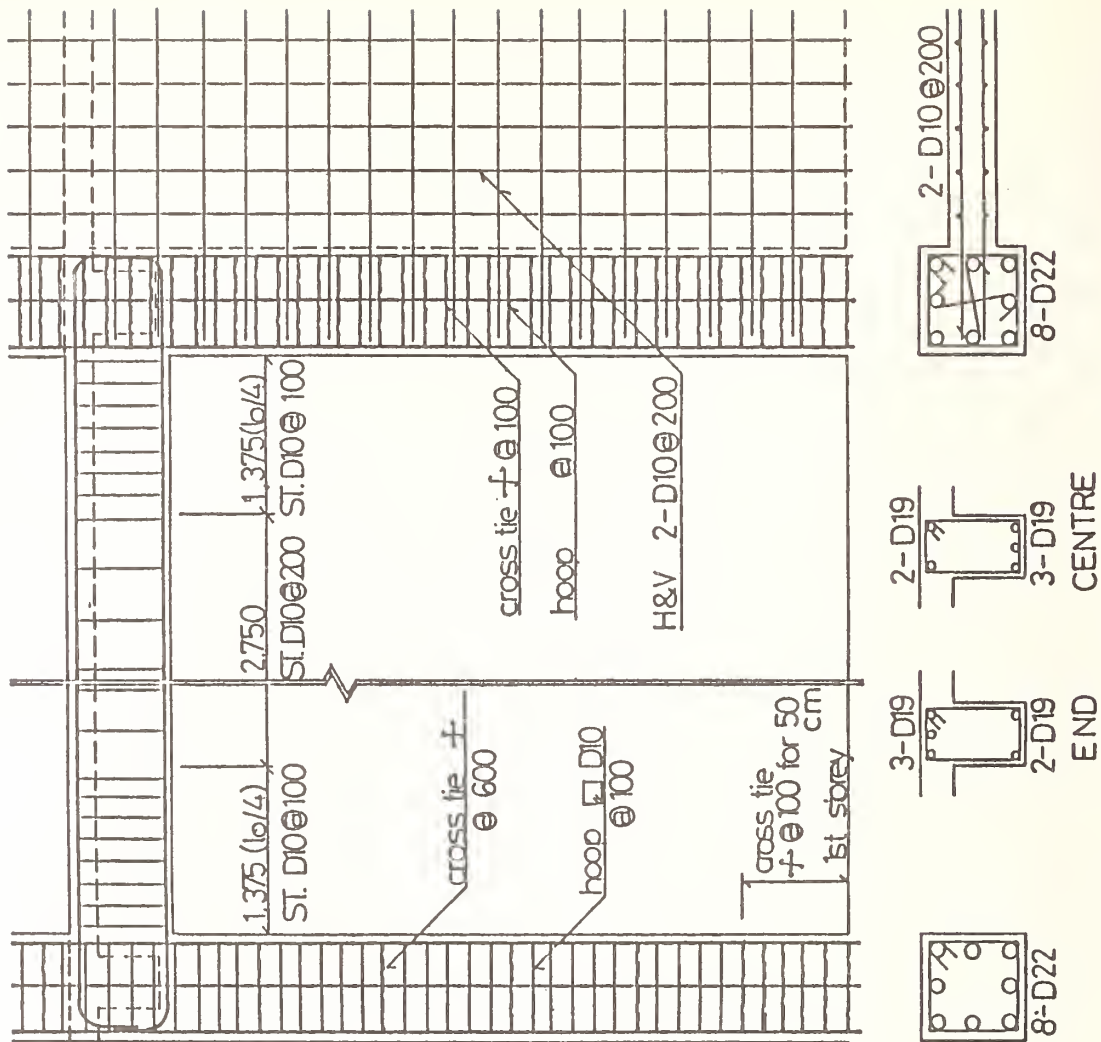 1.375 (lo/4)
2.750
1.375(lo/4)
ST. D10@100
ST.D10@200
ST.D10@ 100
cross tie
@ 600
hoop D10
@100
cross tie
@100 for 50
cm
1st storey
cross tie @ 100
hoop @100
H&V 2-D10@200
8-D22
3-D19
2-D19
END
2-D19
3-D19
CENTRE
8-D22
2-D10@200